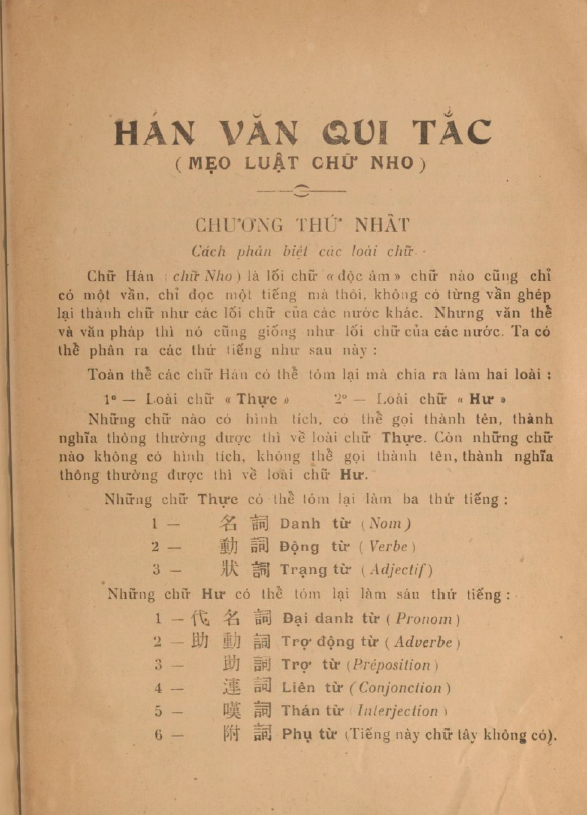 HÁN VĂN QUI TẮC
( MẸO LUẬT CHỮ NHO )
CHƯƠNG THỨ NHẤT
Cách phân biệt các loài chữ
Chữ Hán ( chữ Nho ) là lối chữ « độc âm » chữ nào cũng chỉ
có một vần, chỉ đọc một tiếng mà thôi, không có từng vần ghép
lại thành chữ như các lối chữ của các nước khác. Nhưng văn thể
và văn pháp thì nó cũng giống như lối chữ của các nước. Ta có
thể phân ra các thứ tiếng như sau này :
Toàn thể các chữ Hán có thể tóm lại mà chia ra làm hai loài :
1º — Loài chữ « Thực » 2º — Loài chữ « Hư »
Những chữ nào có hình tích, có thể gọi thành tên, thành
nghĩa thông thường được thì về loài chữ Thực. Còn những chữ
nào không có hình tích, không thể gọi thành tên, thành nghĩa
thông thường được thì về loài chữ Hư.
Những chữ Thực có thể tóm lại làm ba thứ tiếng :
1 — 名詞 Danh từ ( Nom )
2 — 動詞 Động từ ( Verbe )
3 — 狀詞 Trạng từ ( Adjectif )
Những chữ Hư có thể tóm lại làm sáu thứ tiếng :
1 — 代名詞 Đại danh từ ( Pronom )
2 — 助動詞 Trợ động từ ( Adverbe )
3 — 助詞 Trợ từ ( Préposition )
4 — 連詞 Liên từ ( Conjonction )
5 — 嘆詞 Thán từ ( Interjection )
6 — 附詞 Phụ từ (Tiếng này chữ tây không có).